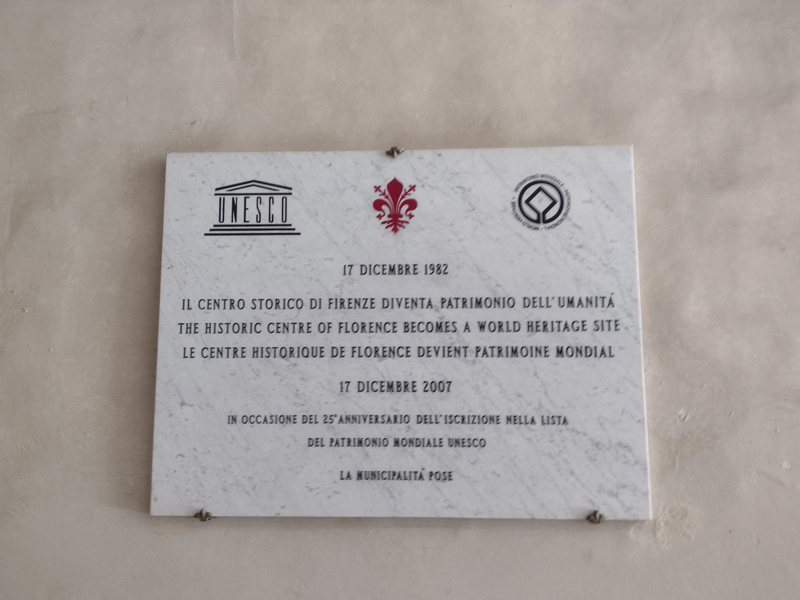 UNESCO
17 DICEMBRE 1982
IL CENTRO STORICO DI FIRENZE DIVENTA PATRIMONIO DELL'UMANITÁ
THE HISTORIC CENTRE OF FLORENCE BECOMES A WORLD HERITAGE SITE
LE CENTRE HISTORIQUE DE FLORENCE DEVIENT PATRIMOINE MONDIAL
17 DICEMBRE 2007
IN OCCASIONE DEL 25° ANNIVERSARIO DELL'ISCRIZIONE NELLA LISTA
DEL PATRIMONIO MONDIALE UNESCO
LA MUNICIPALITÀ POSE